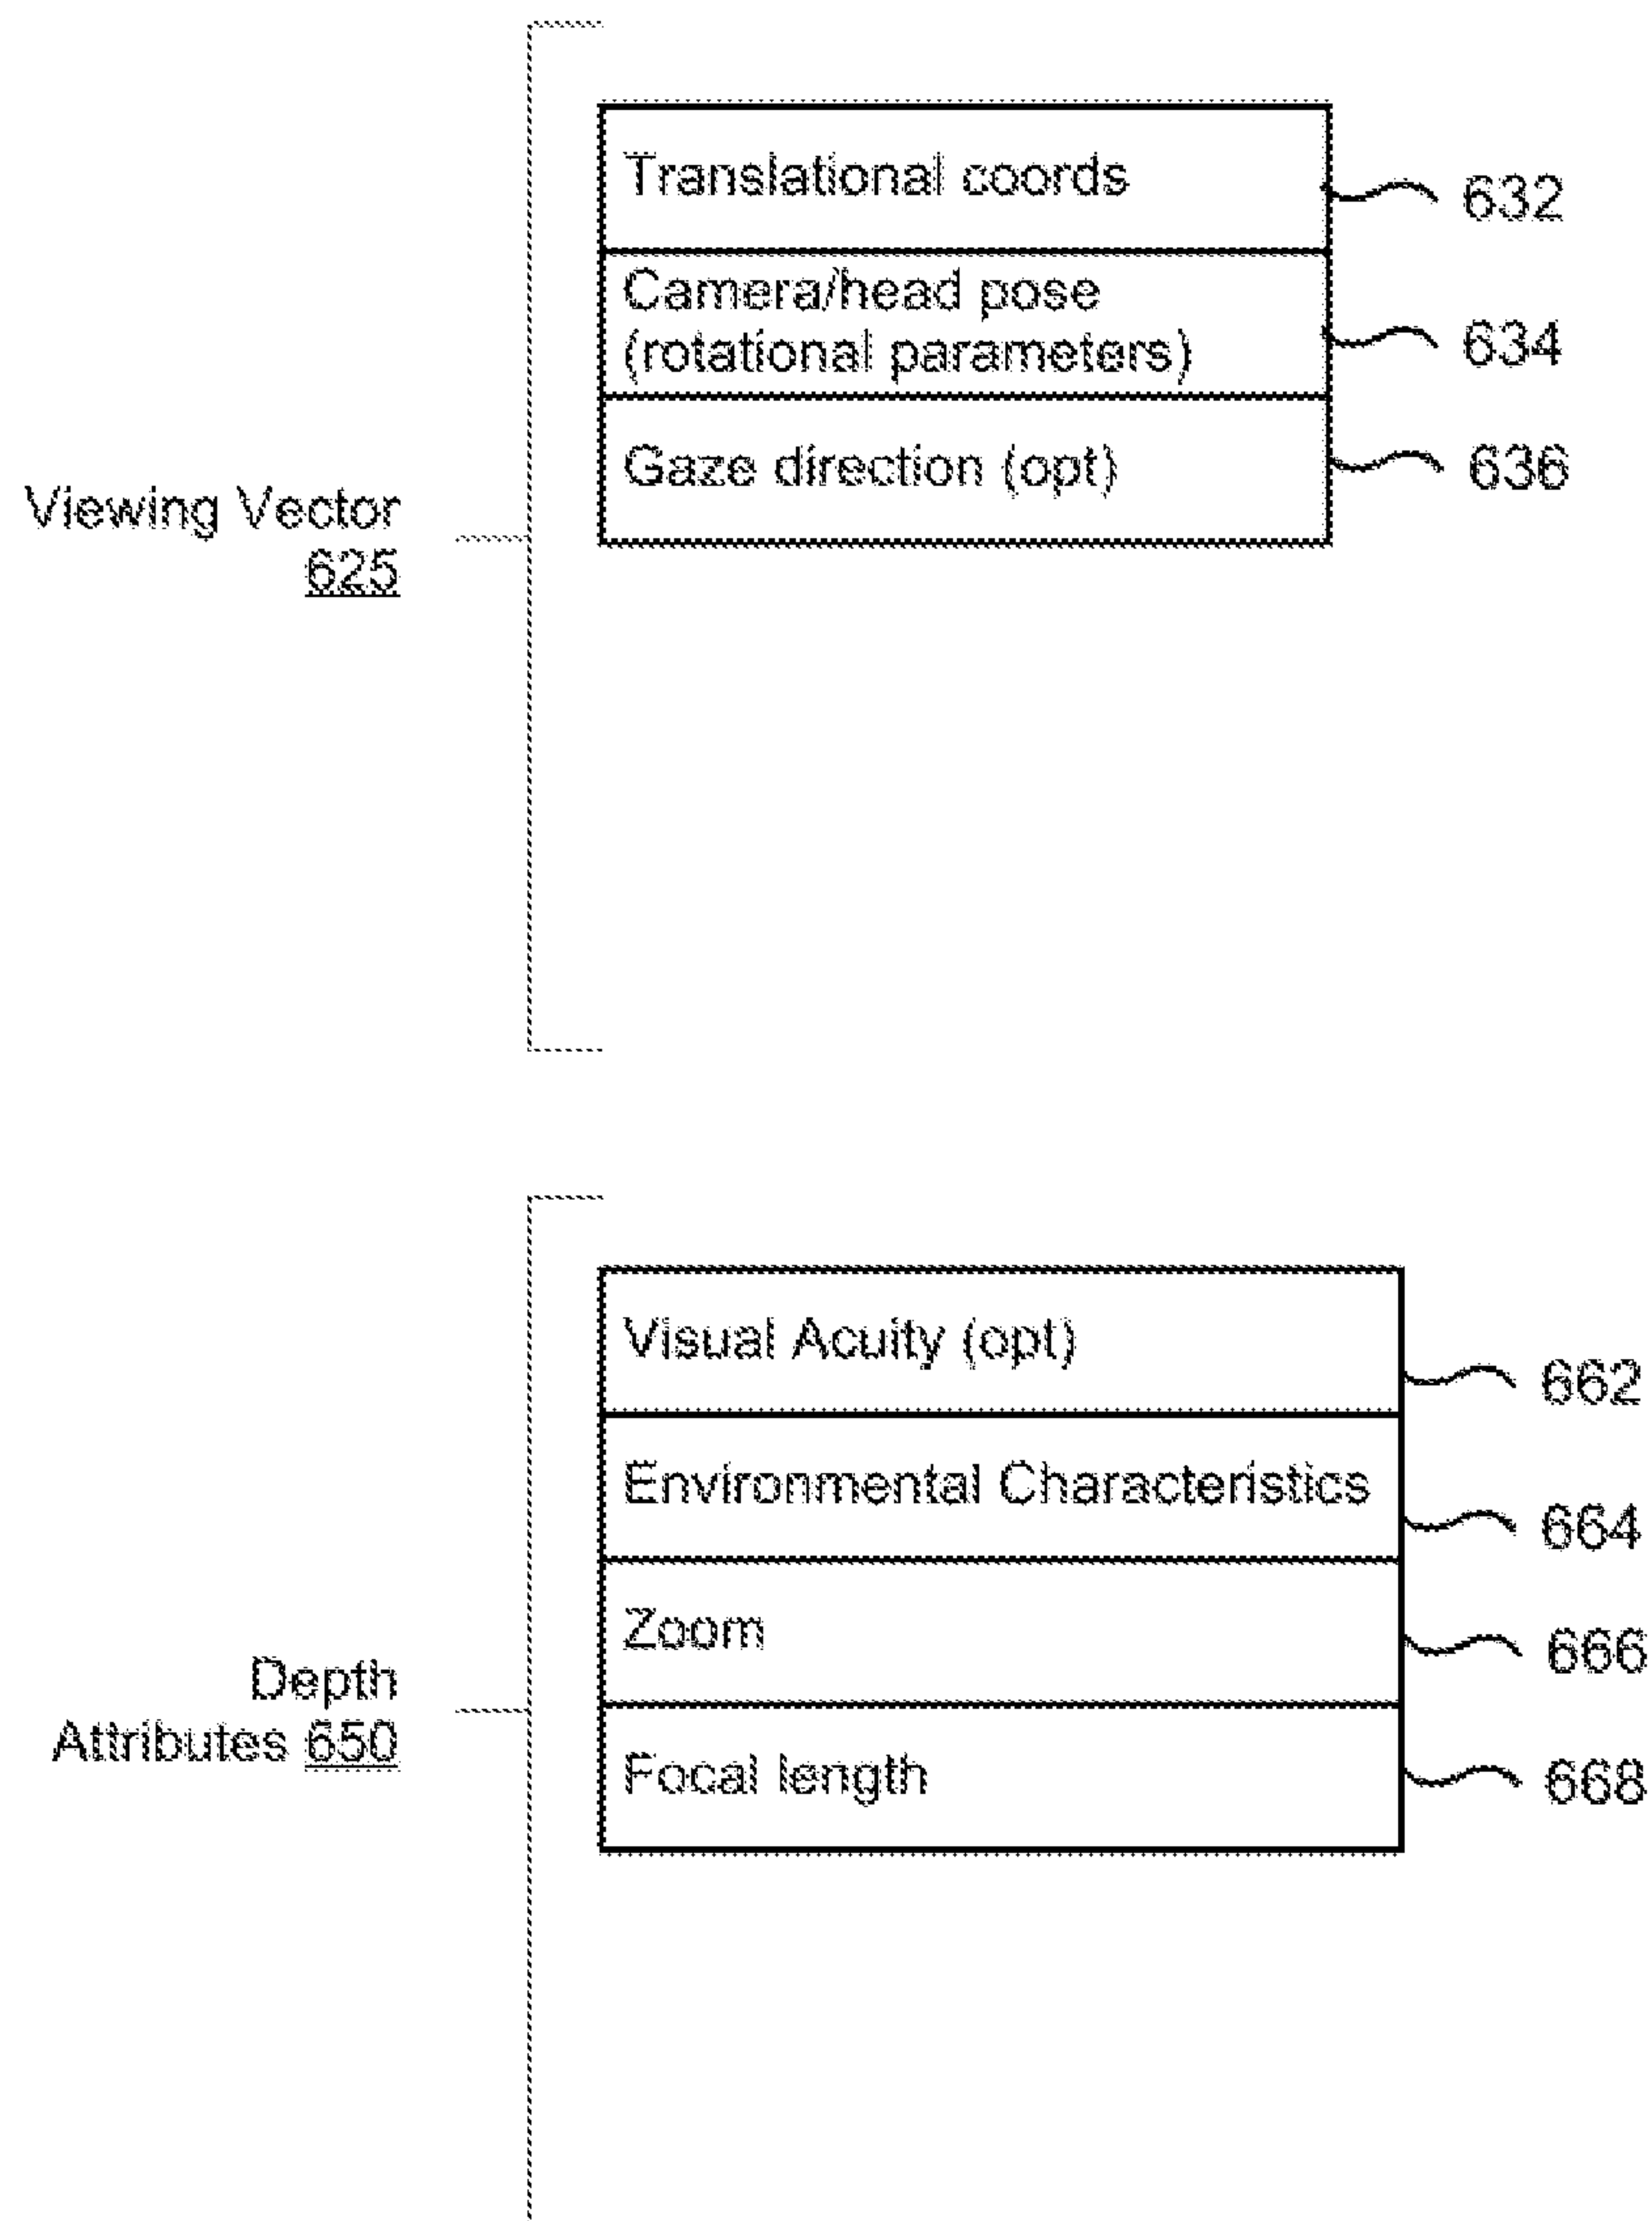 Translational coords
632
Camera/head pose
(rotational parameters)
634
Gaze direction (opt)
636
Viewing Vector
625
Visual Acuity (opt)
662
Environmental Characteristics
664
Zoom
666
Depth
Attributes 650
Focal length
668